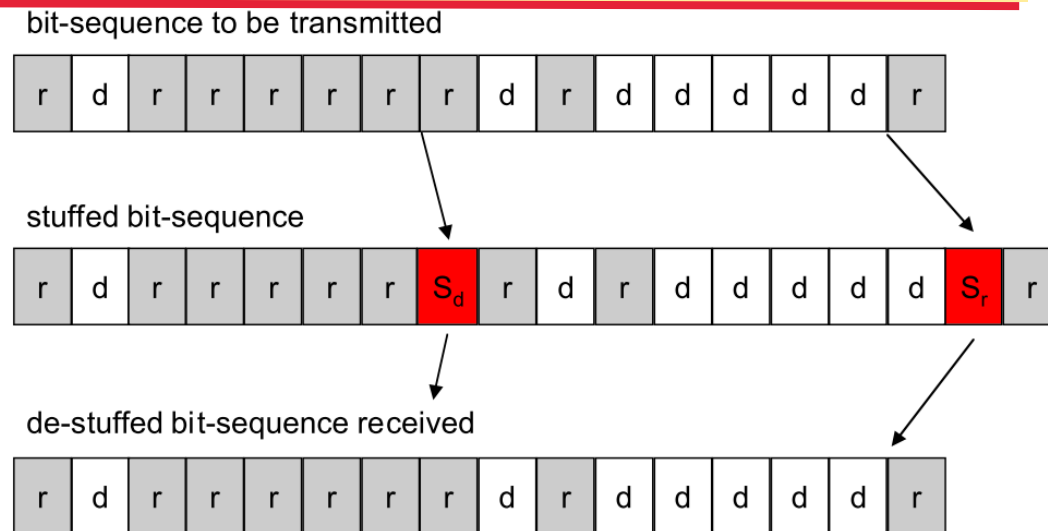 bit-sequence to be transmitted
r d r r r r r r d r d d d d d r
stuffed bit-sequence
r d r r r r r Sd r d r d d d d d Sr r
de-stuffed bit-sequence received
r d r r r r r r d r d d d d d r